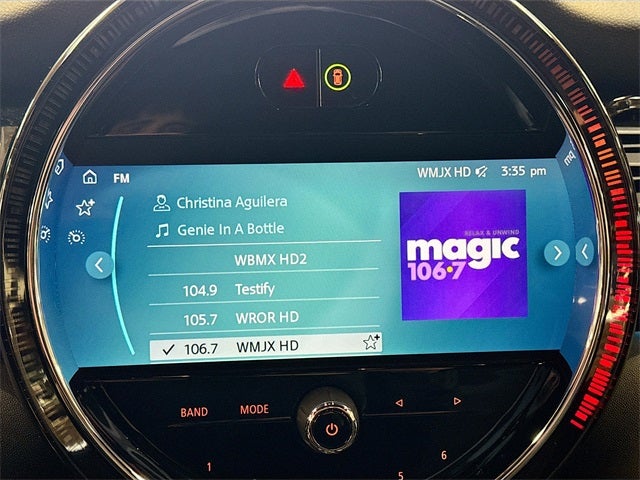 FM
WMJX HD 3:35 pm
Christina Aguilera
Genie In A Bottle
WBMX HD2
104.9 Testify
105.7 WROR HD
106.7 WMJX HD
RELAX & UNWIND
magic
106.7
BAND MODE
1 5 6